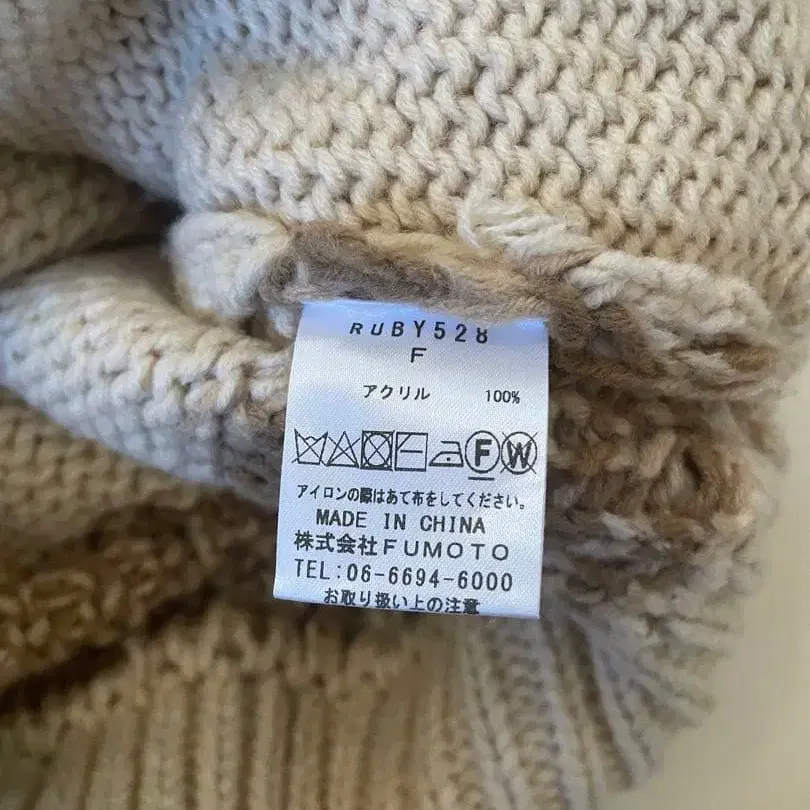 RUBY528
F
アクリル 100%
F W
アイロンの際はあて布をしてください。
MADE IN CHINA
株式会社FUMOTO
TEL:06-6694-6000
お取り扱い上の注意